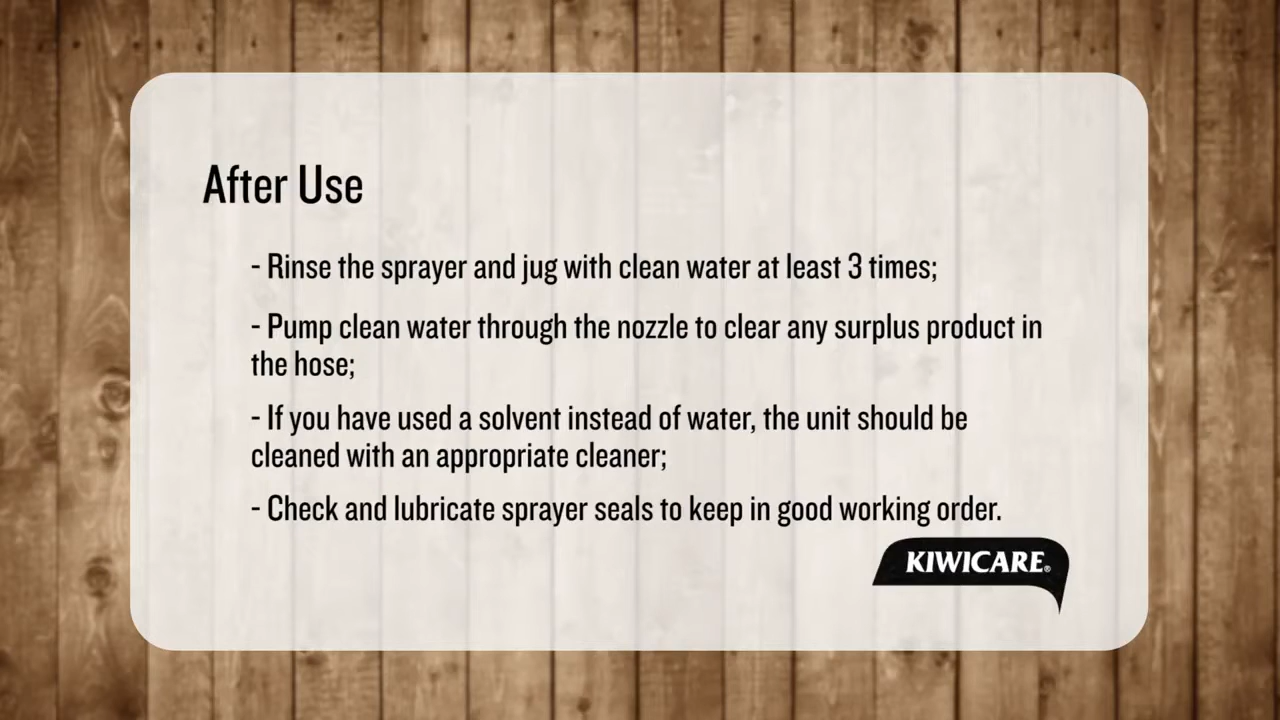 After Use
- Rinse the sprayer and jug with clean water at least 3 times;
- Pump clean water through the nozzle to clear any surplus product in
the hose;
- If you have used a solvent instead of water, the unit should be
cleaned with an appropriate cleaner;
- Check and lubricate sprayer seals to keep in good working order.
KIWICARE®